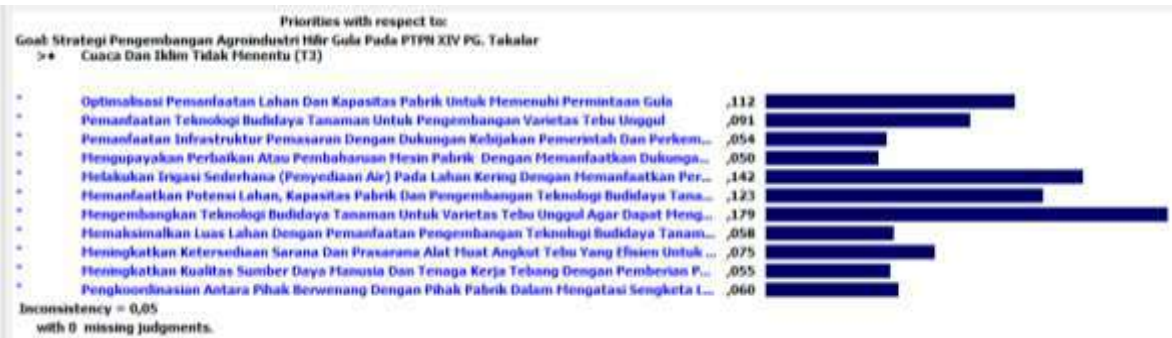 Priorities with respect to:
Goal: Strategi Pengembangan Agroindustri Hilir Gula Pada PTPN XIV PG. Takalar
>* Cuaca Dan Iklim Tidak Menentu (T3)
Optimalisasi Pemanfaatan Lahan Dan Kapasitas Pabrik Untuk Memenuhi Permintaan Gula ,112
Pemanfaatan Teknologi Budidaya Tanaman Untuk Pengembangan Varietas Tebu Unggul ,091
Pemanfaatan Infrastruktur Pemasaran Dengan Dukungan Kebijakan Pemerintah Dan Perkem... ,054
Mengupayakan Perbaikan Atau Pembaharuan Mesin Pabrik Dengan Memanfaatkan Dukunga... ,050
Melakukan Irigasi Sederhana (Penyediaan Air) Pada Lahan Kering Dengan Memanfaatkan Per... ,142
Memanfaatkan Potensi Lahan, Kapasitas Pabrik Dan Pengembangan Teknologi Budidaya Tana... ,123
Mengembangkan Teknologi Budidaya Tanaman Untuk Varietas Tebu Unggul Agar Dapat Meng... ,179
Memaksimalkan Luas Lahan Dengan Pemanfaatan Pengembangan Teknologi Budidaya Tanam... ,058
Meningkatkan Ketersediaan Sarana Dan Prasarana Alat Muat Angkut Tebu Yang Efisien Untuk ... ,075
Meningkatkan Kualitas Sumber Daya Manusia Dan Tenaga Kerja Tebang Dengan Pemberian P... ,055
Pengkoordinasian Antara Pihak Berwenang Dengan Pihak Pabrik Dalam Mengatasi Sengketa L... ,060
Inconsistency = 0,05
with 0 missing judgments.